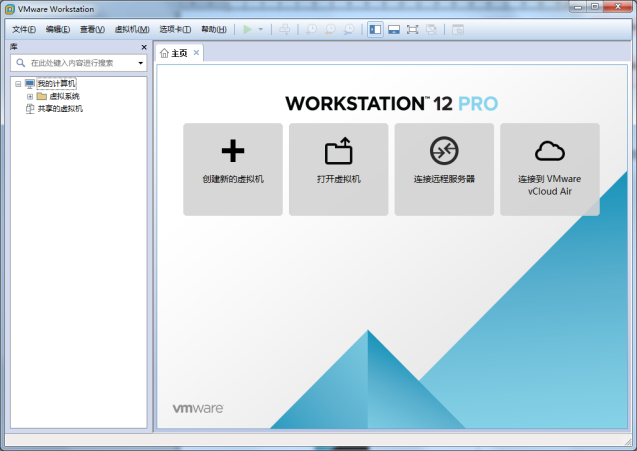 VMware Workstation
文件(F) 编辑(E) 查看(V) 虚拟机(M) 选项卡(T) 帮助(H)
库
在此处键入内容进行搜索
我的计算机
虚拟系统
共享的虚拟机
主页
WORKSTATION™ 12 PRO
创建新的虚拟机
打开虚拟机
连接远程服务器
连接到 VMware
vCloud Air
vmware